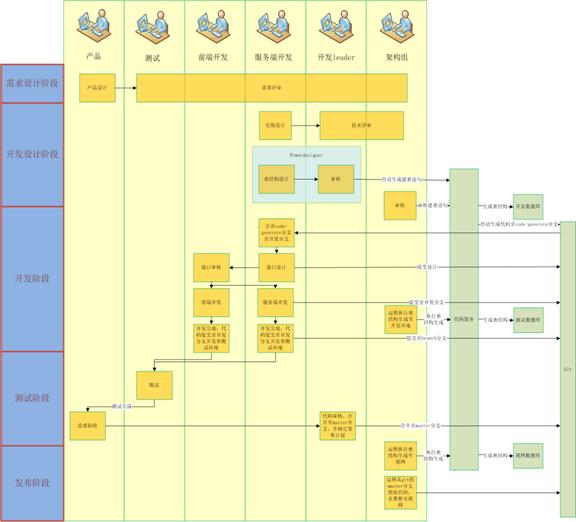 产品
测试
前端开发
服务端开发
开发leader
架构组
需求设计阶段
产品设计
需求评审
开发设计阶段
实现设计
技术评审
Powerdesigner
表结构设计
审核
自动生成建表语句
审核
审核建表语句
生成表结构
开发数据库
自动生成代码至code-generate分支
开发阶段
合并code-
generate分支
至开发分支
接口审核
接口设计
提交设计
前端开发
服务端开发
提交至开发分支
运维执行表
结构生成至
开发环境
执行表
结构生成
代码服务
生成表结构
测试数据库
开发完成，代
码提交至开发
分支并发布测
试环境
开发完成，代
码提交至开发
分支并发布测
试环境
提交至branch分支
Git
测试阶段
测试
测试完成
需求阶段
代码审核，合
并至master分
支，并制定发
布计划
合并至master分支
发布阶段
运维执行表
结构生成至
现网
执行表
结构生成
生成表结构
现网数据库
运维从git的
master分支
获取代码，
全量数至现网